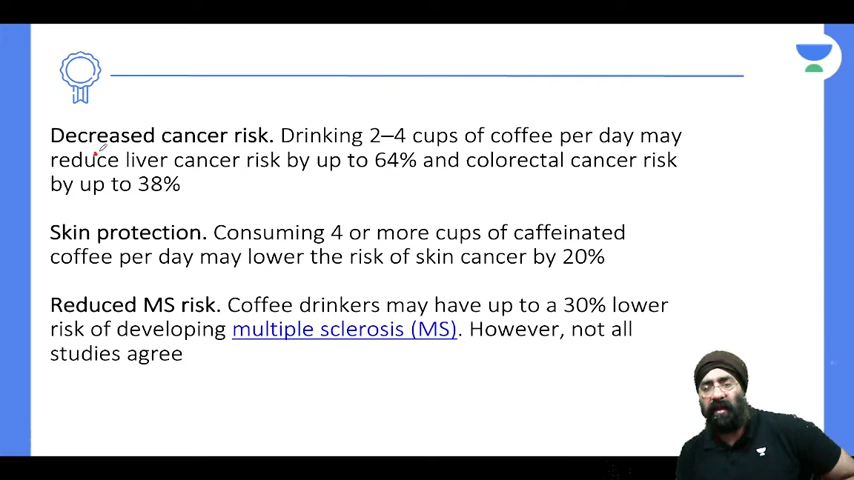 Decreased cancer risk. Drinking 2–4 cups of coffee per day may
reduce liver cancer risk by up to 64% and colorectal cancer risk
by up to 38%
Skin protection. Consuming 4 or more cups of caffeinated
coffee per day may lower the risk of skin cancer by 20%
Reduced MS risk. Coffee drinkers may have up to a 30% lower
risk of developing multiple sclerosis (MS). However, not all
studies agree